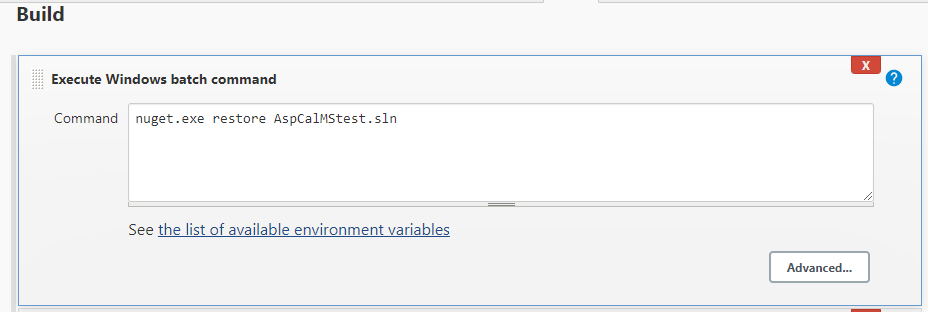 Build
X
Execute Windows batch command
?
Command
nuget.exe restore AspCalMStest.sln
See the list of available environment variables
Advanced...